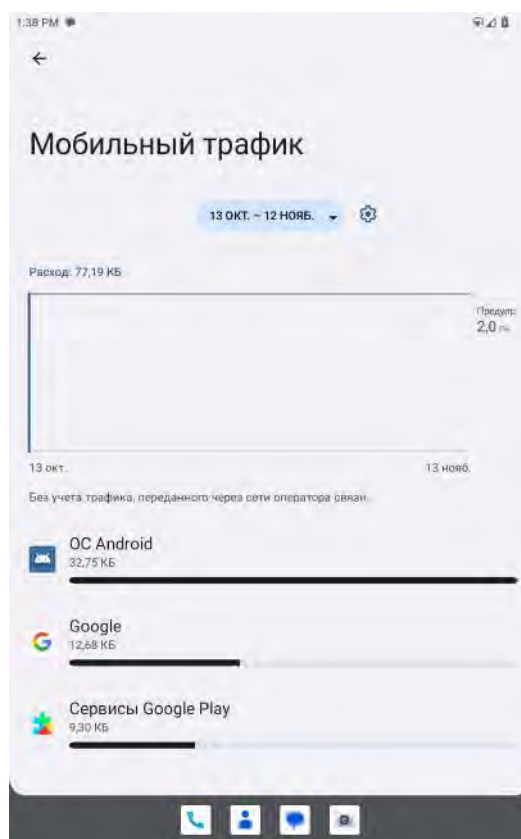 1:38 PM
Мобильный трафик
13 ОКТ. – 12 НОЯБ.
Расход: 77,19 КБ
Предупр.
2,0 ГБ
13 окт.
13 нояб.
Без учета трафика, переданного через сети оператора связи.
ОС Android
32,75 КБ
Google
12,68 КБ
Сервисы Google Play
9,30 КБ